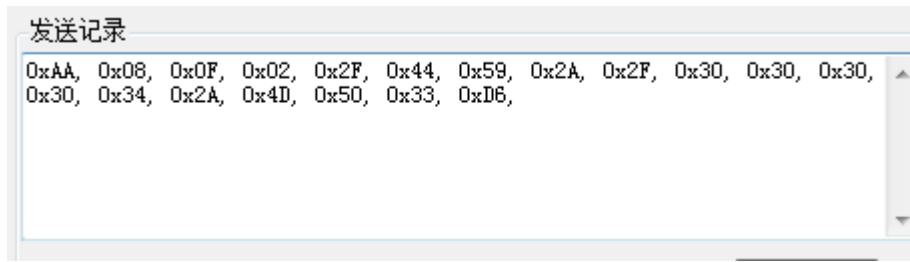 发送记录
0xAA, 0x08, 0x0F, 0x02, 0x2F, 0x44, 0x59, 0x2A, 0x2F, 0x30, 0x30, 0x30,
0x30, 0x34, 0x2A, 0x4D, 0x50, 0x33, 0xD6,